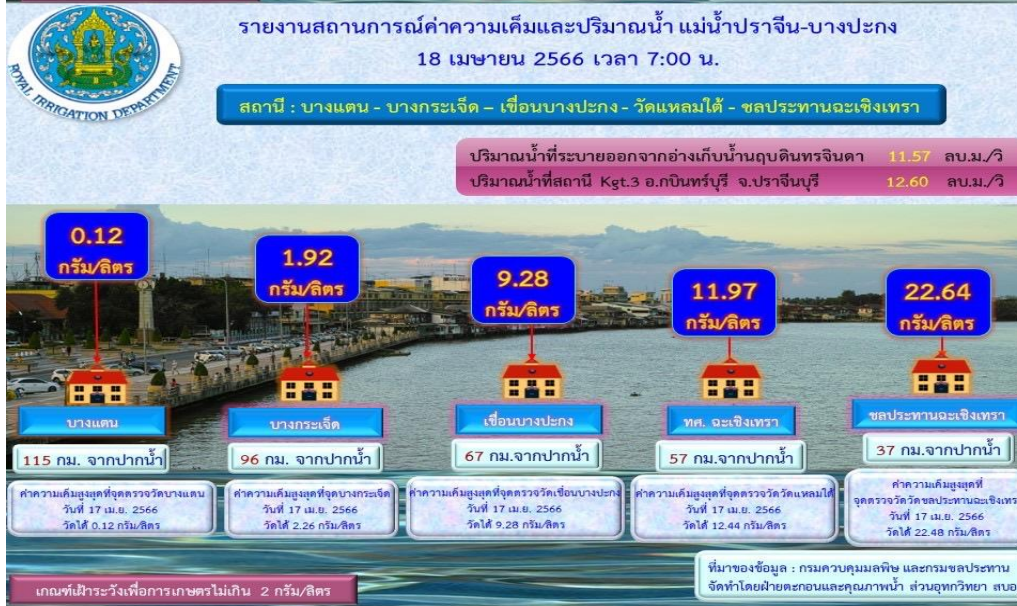 รายงานสถานการณ์ค่าความเค็มและปริมาณน้ำ แม่น้ำปราจีน-บางปะกง
18 เมษายน 2566 เวลา 7:00 น.
ROYAL IRRIGATION DEPARTMENT
สถานี : บางแตน - บางกระเจ็ด – เขื่อนบางปะกง - วัดแหลมใต้ - ชลประทานฉะเชิงเทรา
ปริมาณน้ำที่ระบายออกจากอ่างเก็บน้ำนฤบดินทรจินดา 11.57 ลบ.ม./วิ
ปริมาณน้ำที่สถานี Kgt.3 อ.กบินทร์บุรี จ.ปราจีนบุรี 12.60 ลบ.ม./วิ
0.12
กรัม/ลิตร
1.92
กรัม/ลิตร
9.28
กรัม/ลิตร
11.97
กรัม/ลิตร
22.64
กรัม/ลิตร
บางแตน
บางกระเจ็ด
เขื่อนบางปะกง
ทศ. ฉะเชิงเทรา
ชลประทานฉะเชิงเทรา
115 กม. จากปากน้ำ
96 กม. จากปากน้ำ
67 กม.จากปากน้ำ
57 กม.จากปากน้ำ
37 กม.จากปากน้ำ
ค่าความเค็มสูงสุดที่จุดตรวจวัดบางแตน
วันที่ 17 เม.ย. 2566
วัดได้ 0.12 กรัม/ลิตร
ค่าความเค็มสูงสุดที่จุดบางกระเจ็ด
วันที่ 17 เม.ย. 2566
วัดได้ 2.26 กรัม/ลิตร
ค่าความเค็มสูงสุดที่จุดตรวจวัดเขื่อนบางปะกง
วันที่ 17 เม.ย. 2566
วัดได้ 9.28 กรัม/ลิตร
ค่าความเค็มสูงสุดที่จุดตรวจวัดวัดแหลมใต้
วันที่ 17 เม.ย. 2566
วัดได้ 12.44 กรัม/ลิตร
ค่าความเค็มสูงสุดที่
จุดตรวจวัดวัดชลประทานฉะเชิงเทร
วันที่ 17 เม.ย. 2566
วัดได้ 22.48 กรัม/ลิตร
ที่มาของข้อมูล : กรมควบคุมมลพิษ และกรมชลประทาน
จัดทำโดยฝ่ายตะกอนและคุณภาพน้ำ ส่วนอุทกวิทยา สบอ
เกณฑ์เฝ้าระวังเพื่อการเกษตรไม่เกิน 2 กรัม/ลิตร